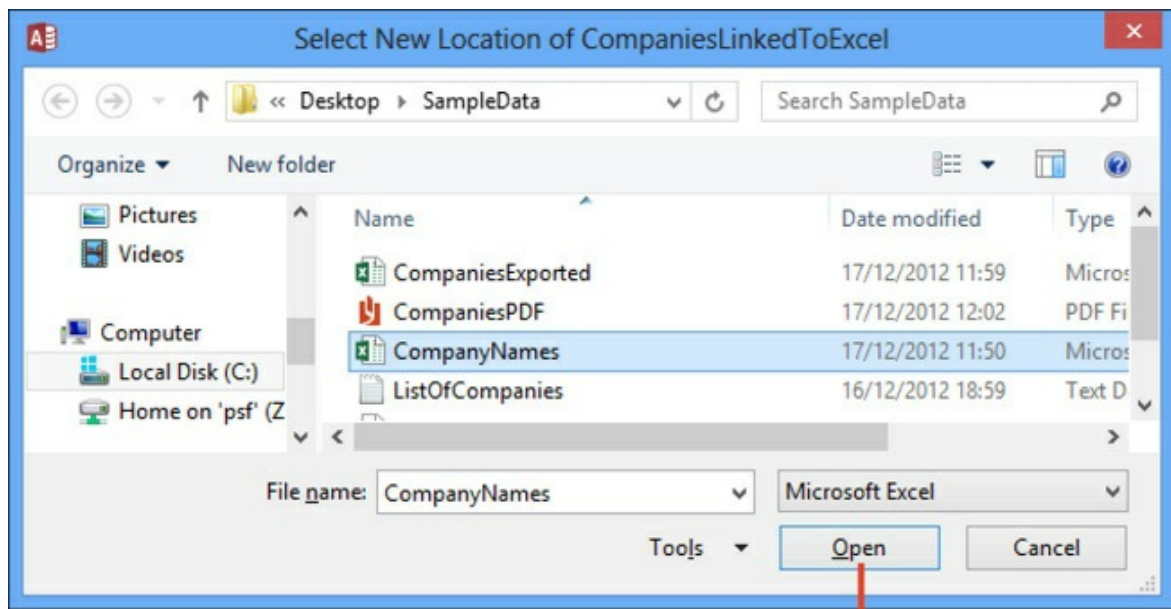 Select New Location of CompaniesLinkedToExcel
« Desktop SampleData
Search SampleData
Organize New folder
Pictures
Videos
Computer
Local Disk (C:)
Home on 'psf' (Z
Name Date modified Type
CompaniesExported 17/12/2012 11:59 Micros
CompaniesPDF 17/12/2012 12:02 PDF Fi
CompanyNames 17/12/2012 11:50 Micros
ListOfCompanies 16/12/2012 18:59 Text D
File name: CompanyNames Microsoft Excel
Tools Open Cancel